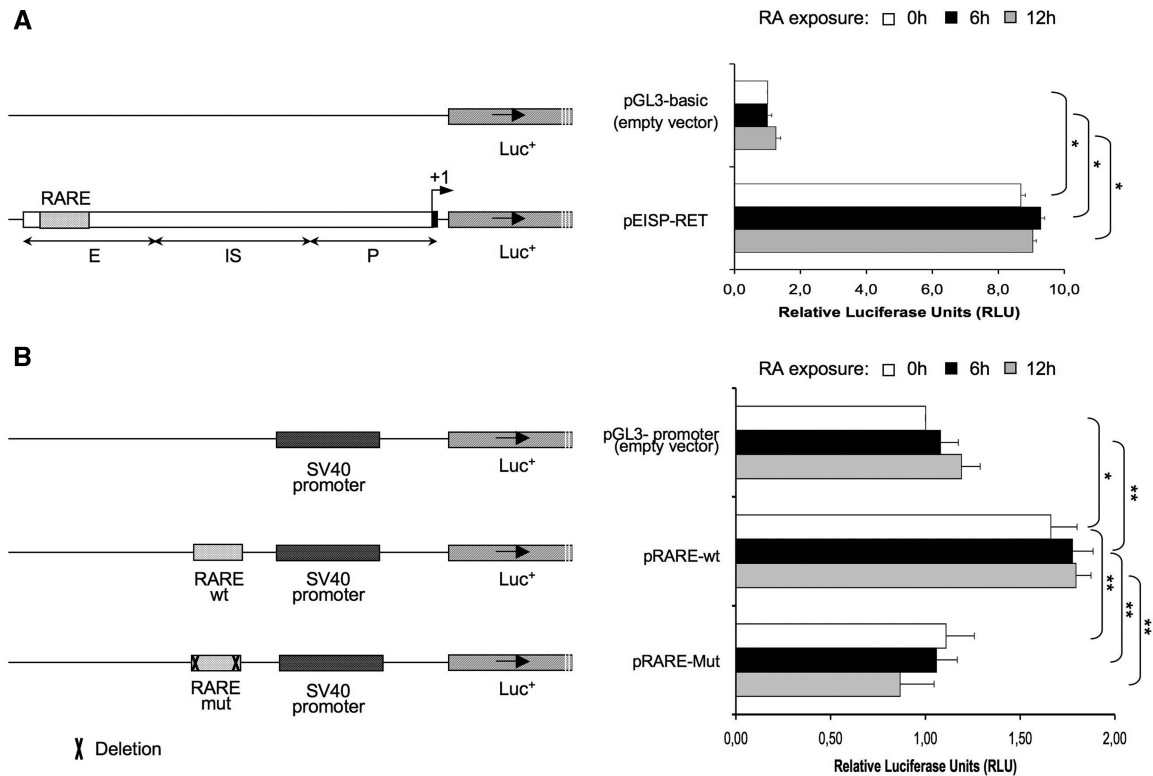 A
RA exposure: 0h 6h 12h
pGL3-basic
(empty vector)
Luc+
+1
RARE
pEISP-RET
E IS P
Luc+
* * *
0,0 2,0 4,0 6,0 8,0 10,0
Relative Luciferase Units (RLU)
B
RA exposure: 0h 6h 12h
pGL3- promoter
(empty vector)
SV40
promoter
Luc+
* **
pRARE-wt
RARE
wt
SV40
promoter
Luc+
** ** **
pRARE-Mut
RARE
mut
SV40
promoter
Luc+
X Deletion
0,00 0,50 1,00 1,50 2,00
Relative Luciferase Units (RLU)